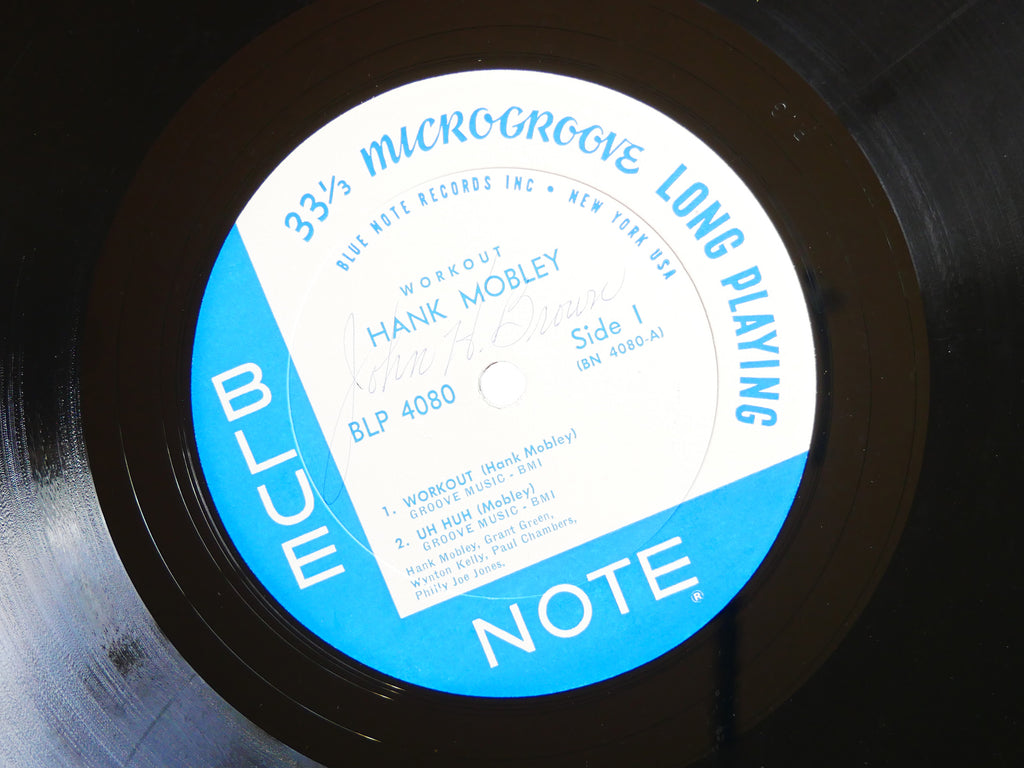 33⅓ MICROGROOVE LONG PLAYING
BLUE NOTE RECORDS INC • NEW YORK USA
WORKOUT
HANK MOBLEY
John H. Brown
Side 1
(BN 4080-A)
BLP 4080
1. WORKOUT (Hank Mobley)
GROOVE MUSIC - BMI
2. UH HUH (Mobley)
GROOVE MUSIC - BMI
Hank Mobley, Grant Green,
Wynton Kelly, Paul Chambers,
Philly Joe Jones.
BLUE
NOTE®